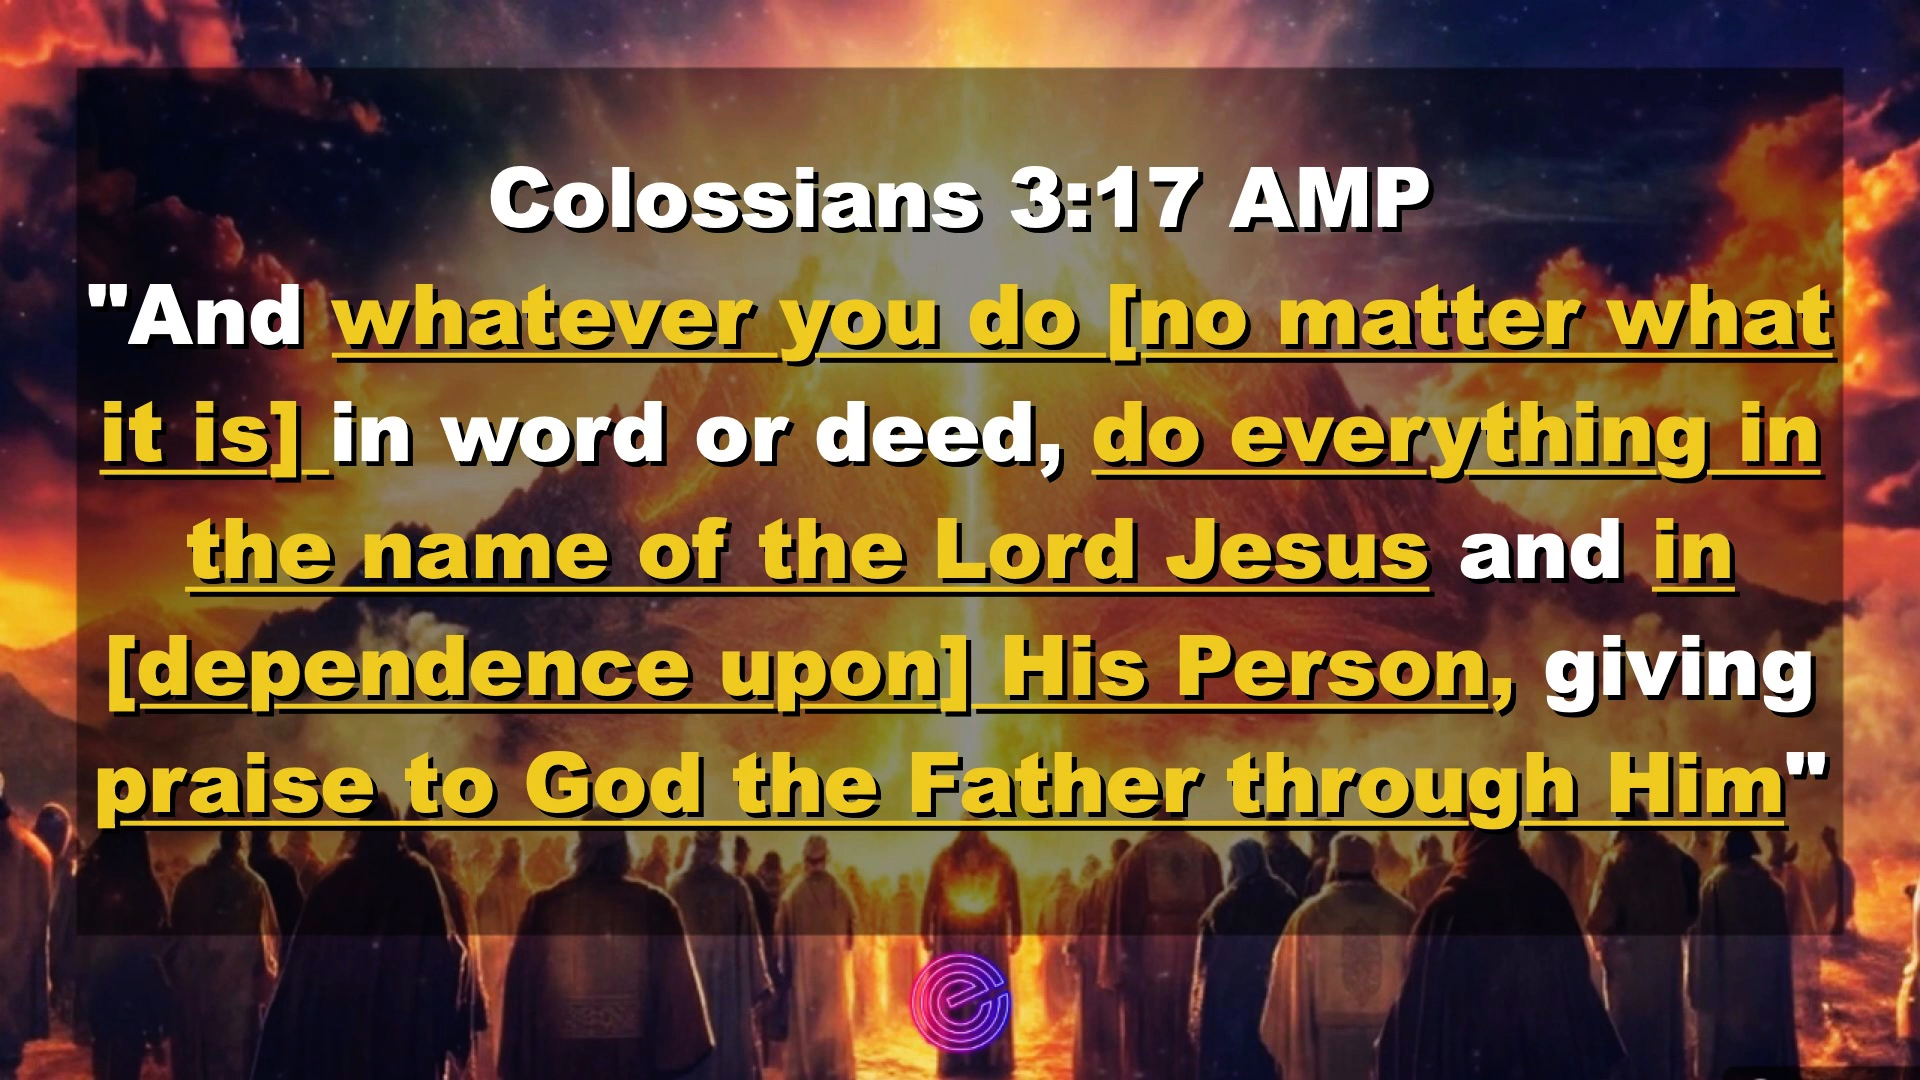 Colossians 3:17 AMP
"And whatever you do [no matter what
it is] in word or deed, do everything in
the name of the Lord Jesus and in
[dependence upon] His Person, giving
praise to God the Father through Him"